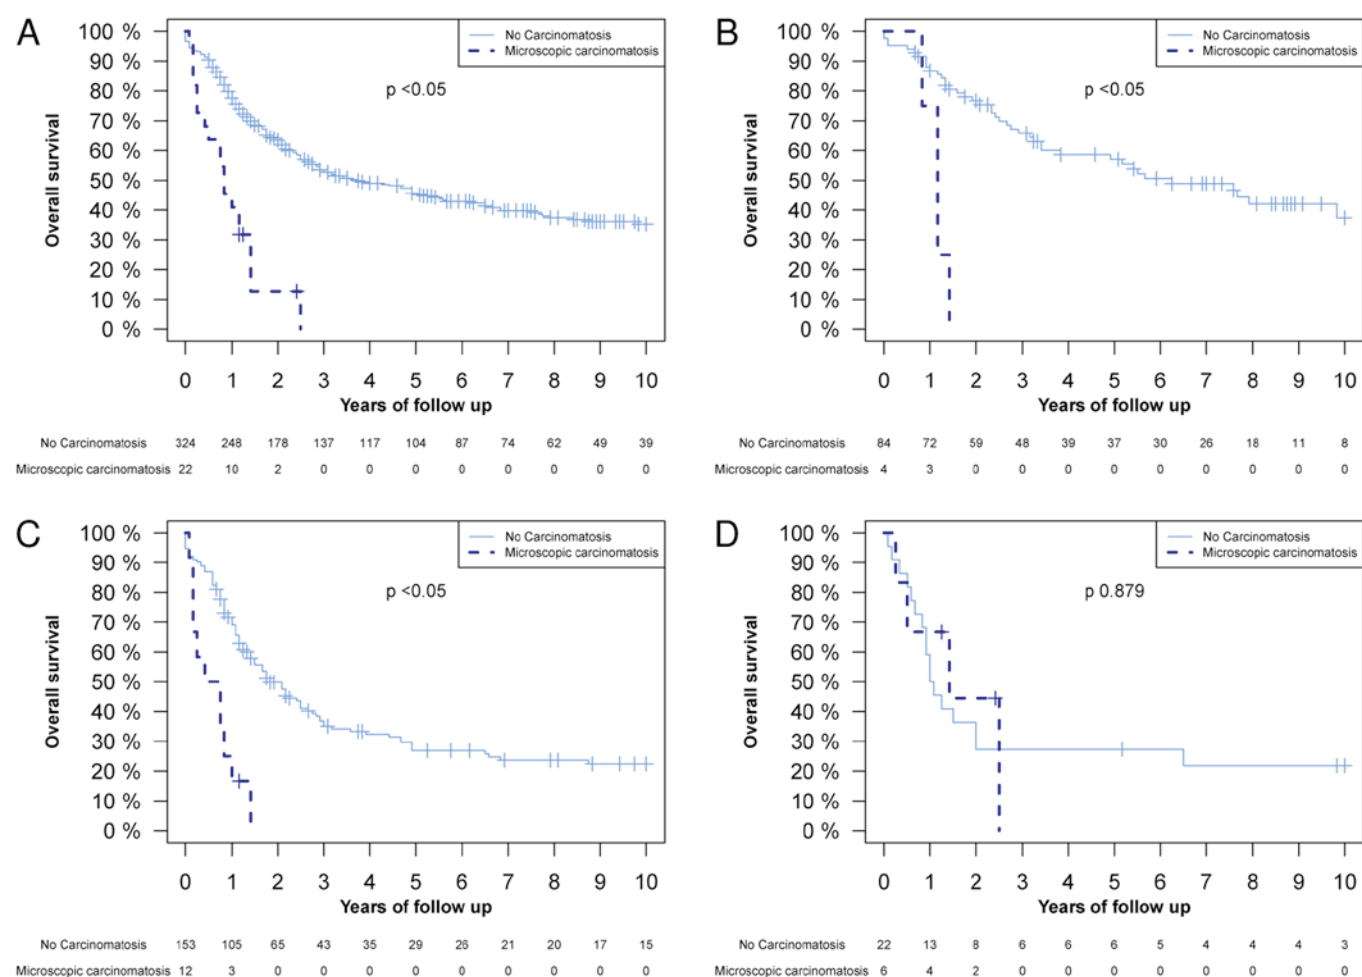 A
No Carcinomatosis
Microscopic carcinomatosis
p <0.05
Overall survival
100 %
90 %
80 %
70 %
60 %
50 %
40 %
30 %
20 %
10 %
0 %
0 1 2 3 4 5 6 7 8 9 10
Years of follow up
No Carcinomatosis 324 248 178 137 117 104 87 74 62 49 39
Microscopic carcinomatosis 22 10 2 0 0 0 0 0 0 0 0
B
No Carcinomatosis
Microscopic carcinomatosis
p <0.05
Overall survival
100 %
90 %
80 %
70 %
60 %
50 %
40 %
30 %
20 %
10 %
0 %
0 1 2 3 4 5 6 7 8 9 10
Years of follow up
No Carcinomatosis 84 72 59 48 39 37 30 26 18 11 8
Microscopic carcinomatosis 4 3 0 0 0 0 0 0 0 0 0
C
No Carcinomatosis
Microscopic carcinomatosis
p <0.05
Overall survival
100 %
90 %
80 %
70 %
60 %
50 %
40 %
30 %
20 %
10 %
0 %
0 1 2 3 4 5 6 7 8 9 10
Years of follow up
No Carcinomatosis 153 105 65 43 35 29 26 21 20 17 15
Microscopic carcinomatosis 12 3 0 0 0 0 0 0 0 0 0
D
No Carcinomatosis
Microscopic carcinomatosis
p 0.879
Overall survival
100 %
90 %
80 %
70 %
60 %
50 %
40 %
30 %
20 %
10 %
0 %
0 1 2 3 4 5 6 7 8 9 10
Years of follow up
No Carcinomatosis 22 13 8 6 6 6 5 4 4 4 3
Microscopic carcinomatosis 6 4 2 0 0 0 0 0 0 0 0